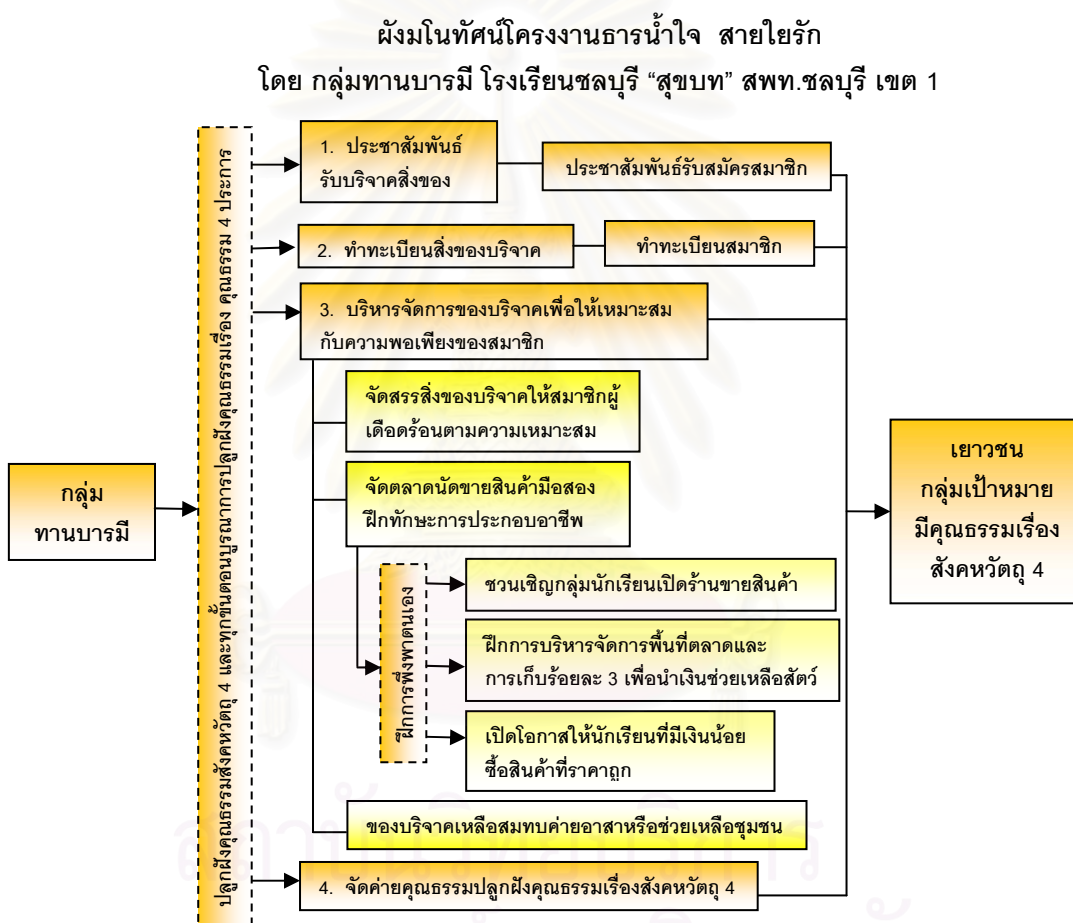 ผังมโนทัศน์โครงงานธารน้ำใจ สายใยรัก
โดย กลุ่มทานบารมี โรงเรียนชลบุรี “สุขบท” สพท.ชลบุรี เขต 1
กลุ่ม
ทานบารมี
ปลูกฝังคุณธรรมสังคหวัตถุ 4 และทุกขั้นตอนบูรณาการปลูกฝังคุณธรรมเรื่อง คุณธรรม 4 ประการ
1. ประชาสัมพันธ์
รับบริจาคสิ่งของ
ประชาสัมพันธ์รับสมัครสมาชิก
2. ทำทะเบียนสิ่งของบริจาค
ทำทะเบียนสมาชิก
3. บริหารจัดการของบริจาคเพื่อให้เหมาะสม
กับความพอเพียงของสมาชิก
จัดสรรสิ่งของบริจาคให้สมาชิกผู้
เดือดร้อนตามความเหมาะสม
จัดตลาดนัดขายสินค้ามือสอง
ฝึกทักษะการประกอบอาชีพ
ฝึกการพึ่งพาตนเอง
ชวนเชิญกลุ่มนักเรียนเปิดร้านขายสินค้า
ฝึกการบริหารจัดการพื้นที่ตลาดและ
การเก็บร้อยละ 3 เพื่อนำเงินช่วยเหลือสัตว์
เปิดโอกาสให้นักเรียนที่มีเงินน้อย
ซื้อสินค้าที่ราคาถูก
ของบริจาคเหลือสมทบค่ายอาสาหรือช่วยเหลือชุมชน
4. จัดค่ายคุณธรรมปลูกฝังคุณธรรมเรื่องสังคหวัตถุ 4
เยาวชน
กลุ่มเป้าหมาย
มีคุณธรรมเรื่อง
สังคหวัตถุ 4
สถาบันวิทยบริการ